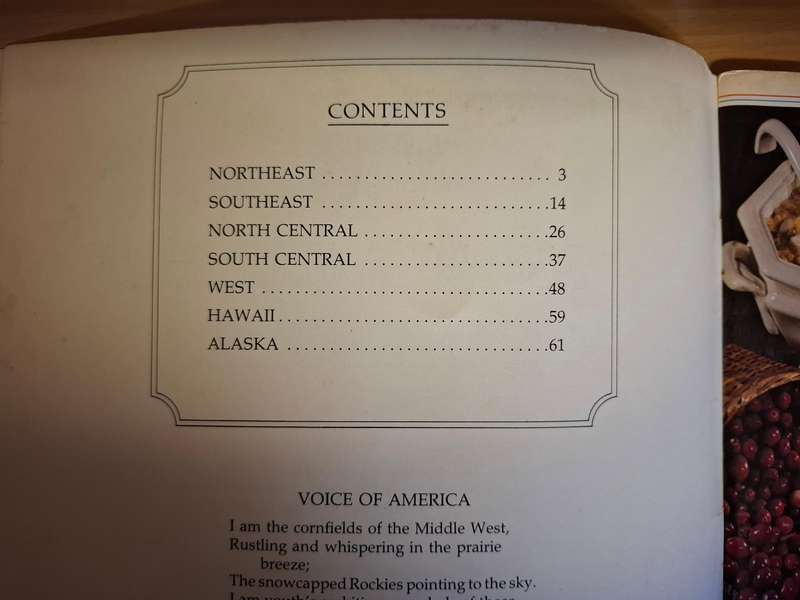 CONTENTS
NORTHEAST ........................... 3
SOUTHEAST ...........................14
NORTH CENTRAL ......................26
SOUTH CENTRAL ......................37
WEST ..................................48
HAWAII ................................59
ALASKA ...............................61
VOICE OF AMERICA
I am the cornfields of the Middle West,
Rustling and whispering in the prairie
breeze;
The snowcapped Rockies pointing to the sky.
I am